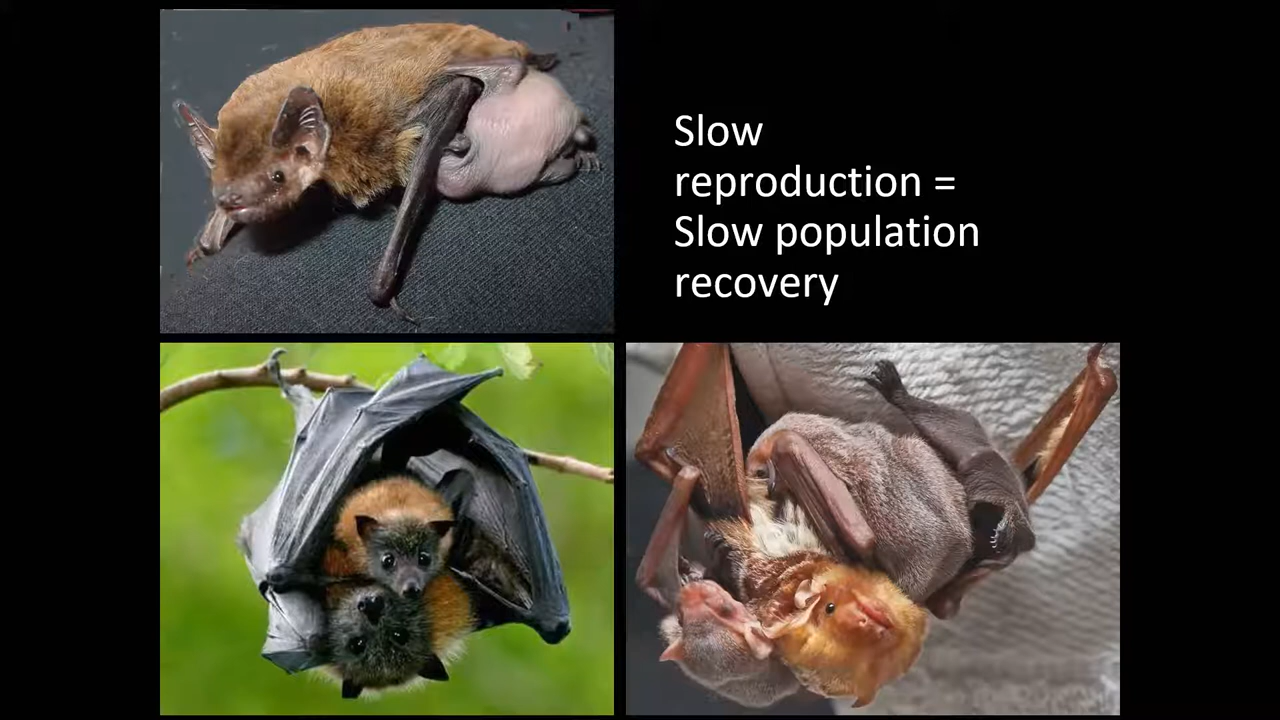 Slow
reproduction =
Slow population
recovery